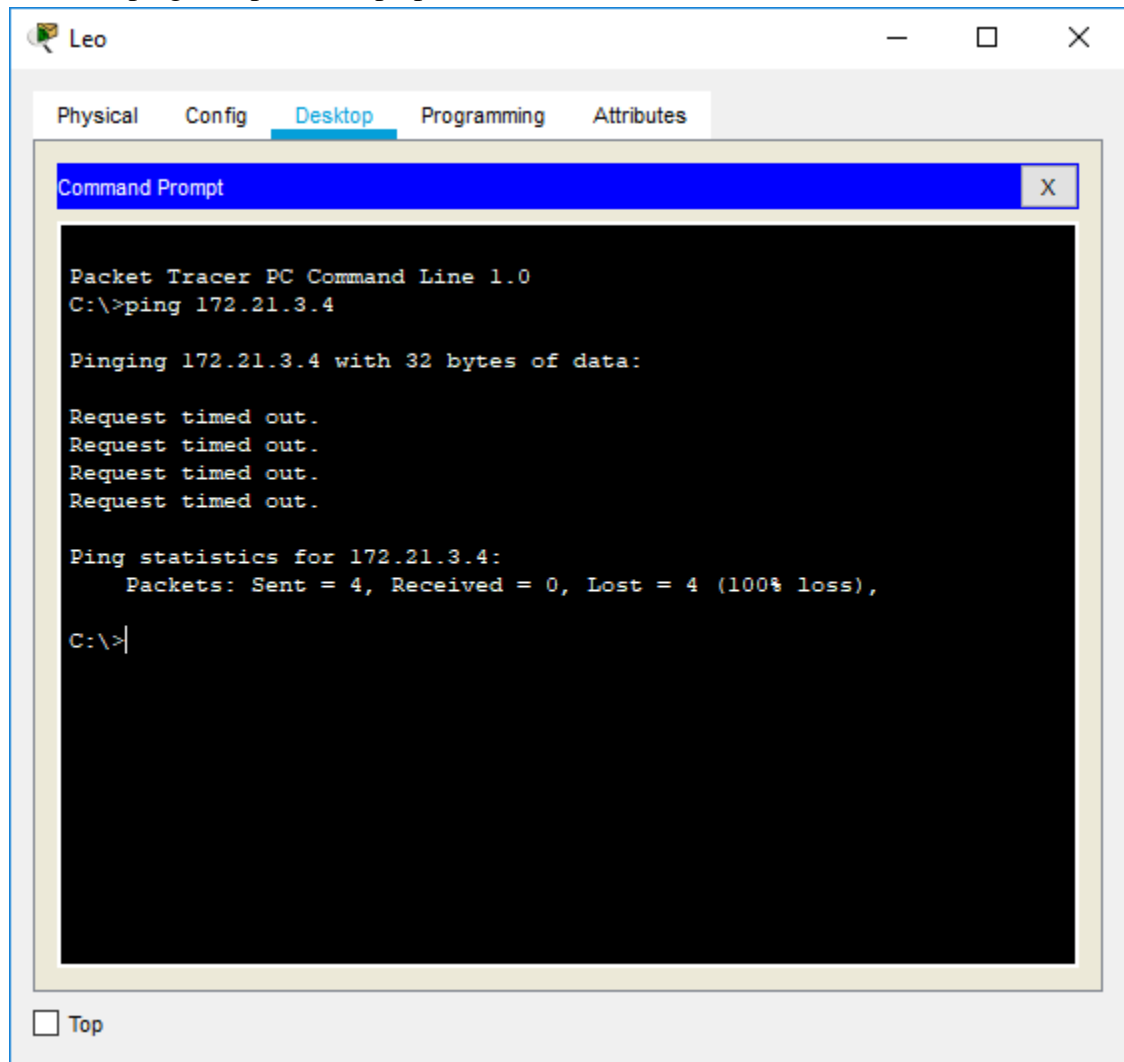 Leo
Physical Config Desktop Programming Attributes
Command Prompt
X
Packet Tracer PC Command Line 1.0
C:\>ping 172.21.3.4
Pinging 172.21.3.4 with 32 bytes of data:
Request timed out.
Request timed out.
Request timed out.
Request timed out.
Ping statistics for 172.21.3.4:
Packets: Sent = 4, Received = 0, Lost = 4 (100% loss),
C:\>
Top